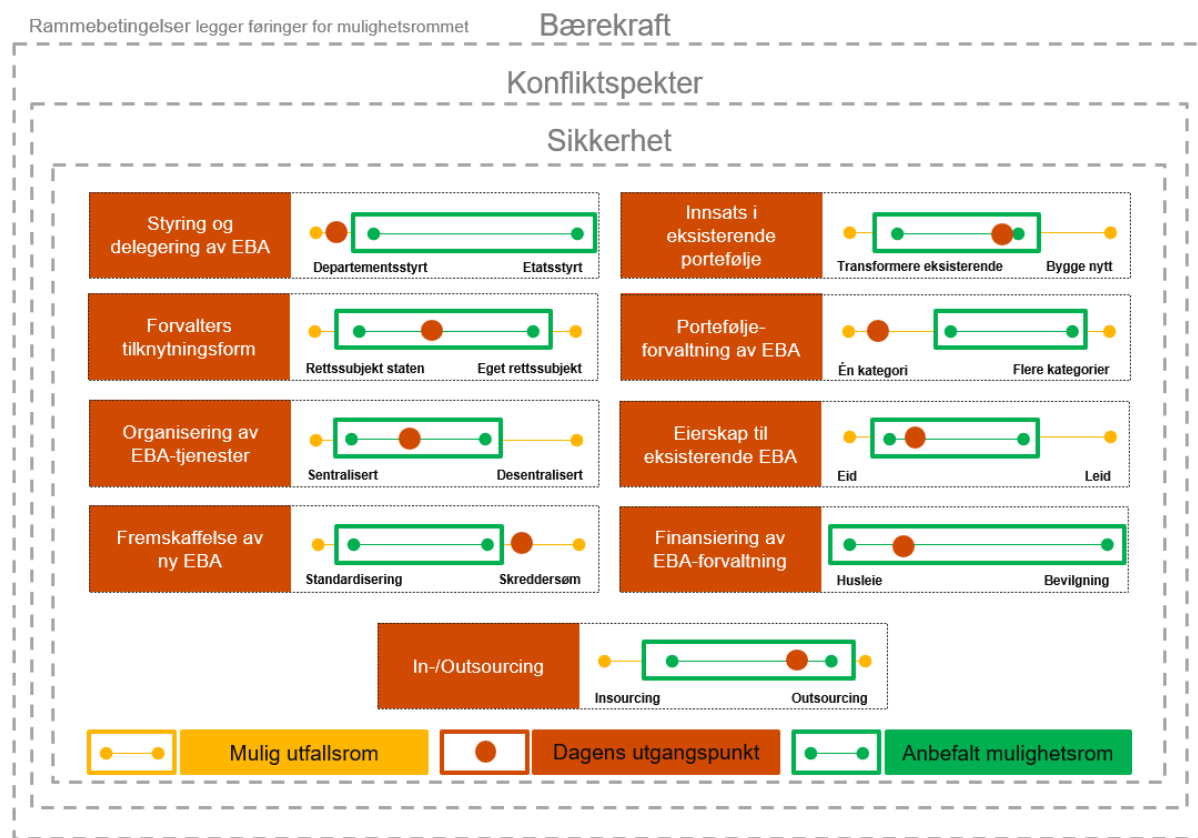 Rammebetingelser legger føringer for mulighetsrommet
Bærekraft
Konfliktspekter
Sikkerhet
Styring og
delegering av EBA
Departementsstyrt
Etatsstyrt
Innsats i
eksisterende
portefølje
Transformere eksisterende
Bygge nytt
Forvalters
tilknytningsform
Rettssubjekt staten
Eget rettssubjekt
Portefølje-
forvaltning av EBA
Én kategori
Flere kategorier
Organisering av
EBA-tjenester
Sentralisert
Desentralisert
Eierskap til
eksisterende EBA
Eid
Leid
Fremskaffelse av
ny EBA
Standardisering
Skreddersøm
Finansiering av
EBA-forvaltning
Husleie
Bevilgning
In-/Outsourcing
Insourcing
Outsourcing
Mulig utfallsrom
Dagens utgangspunkt
Anbefalt mulighetsrom